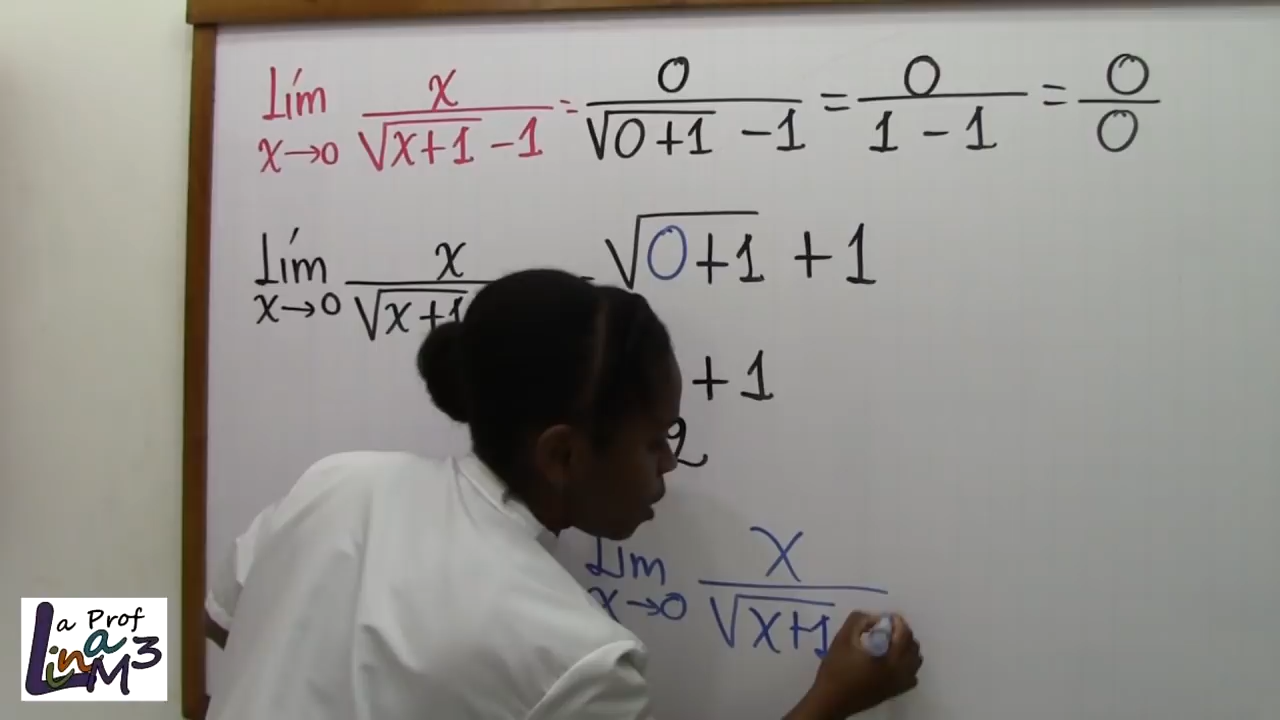 Lím x→0 x/(√(x+1) -1) = 0/(√(0+1) -1) = 0/(1-1) = 0/0
Lím x→0 x/√(x+1) √(0+1) +1
+1
2
Lím x→0 x/√(x+1)
La Prof
Lina M3